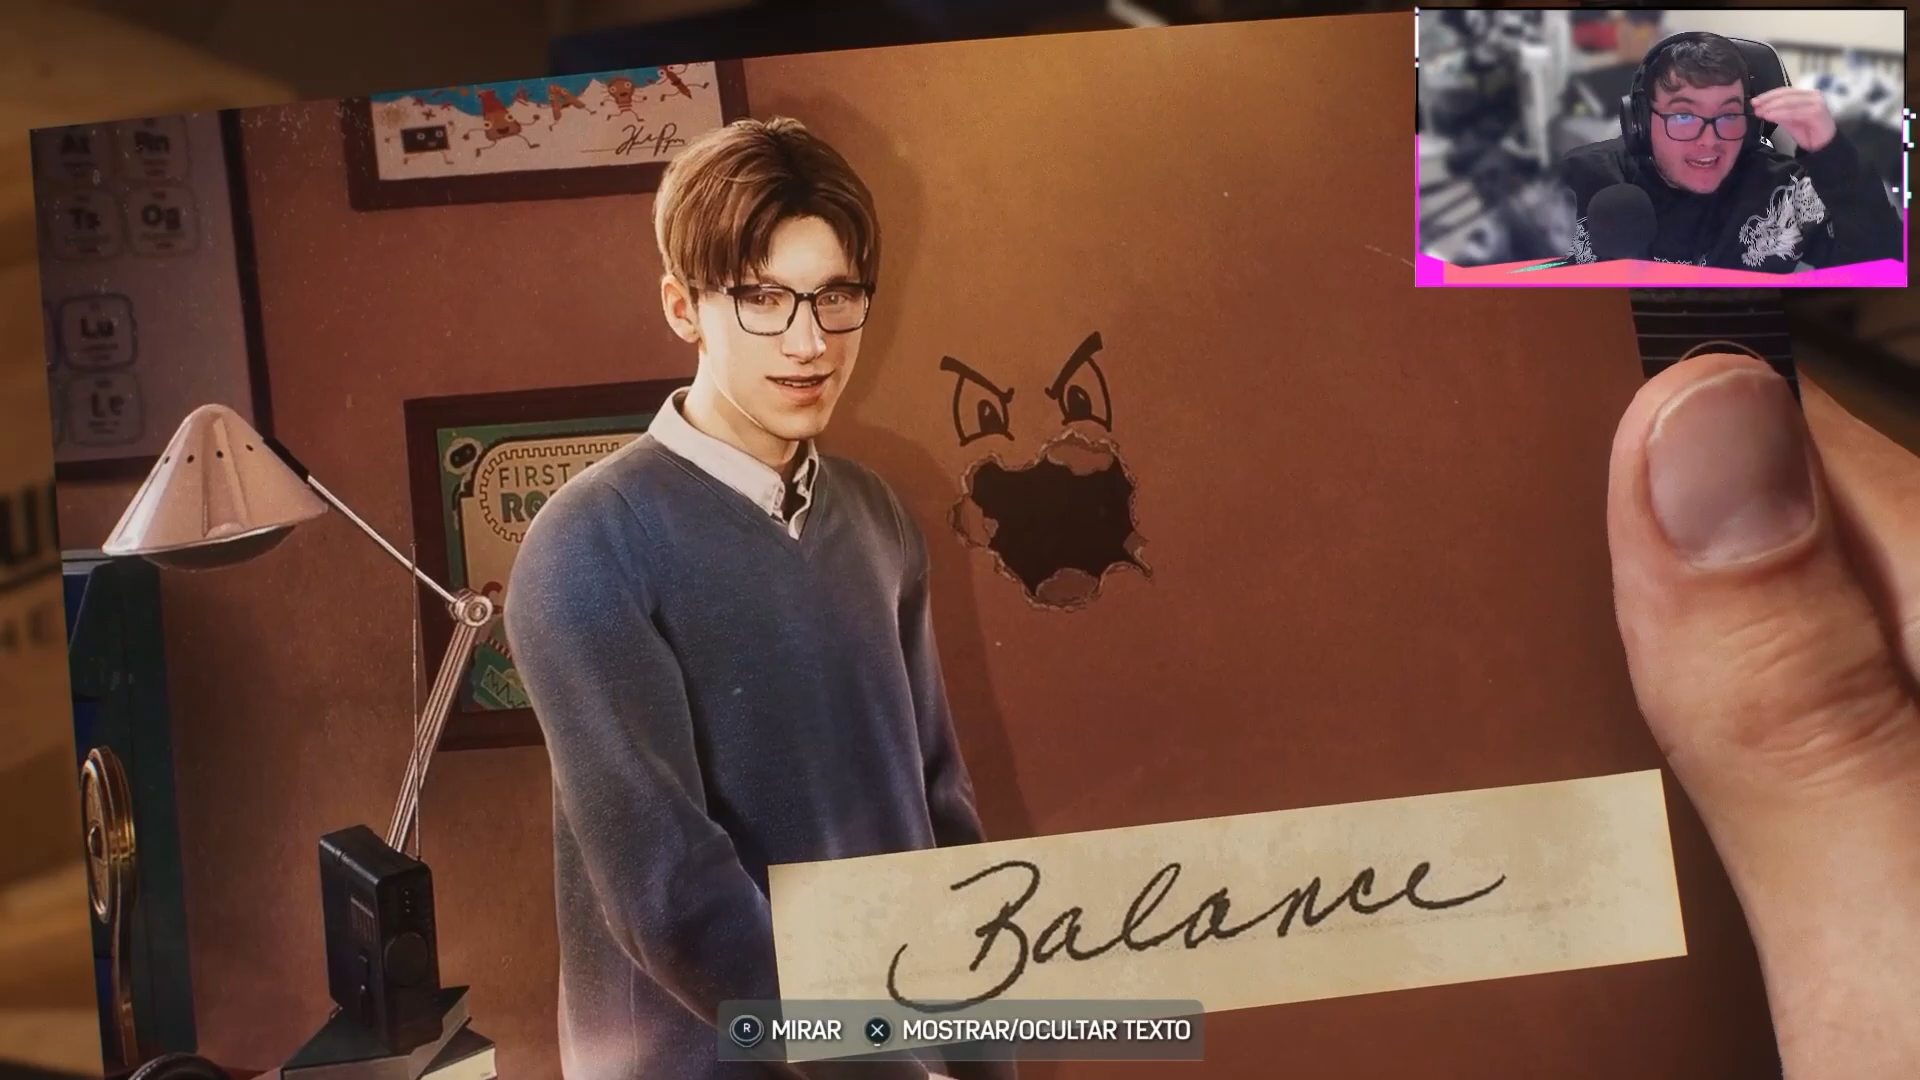 At Rn
Ts Og
Lu
FIRST
RO
Balance
R MIRAR X MOSTRAR/OCULTAR TEXTO